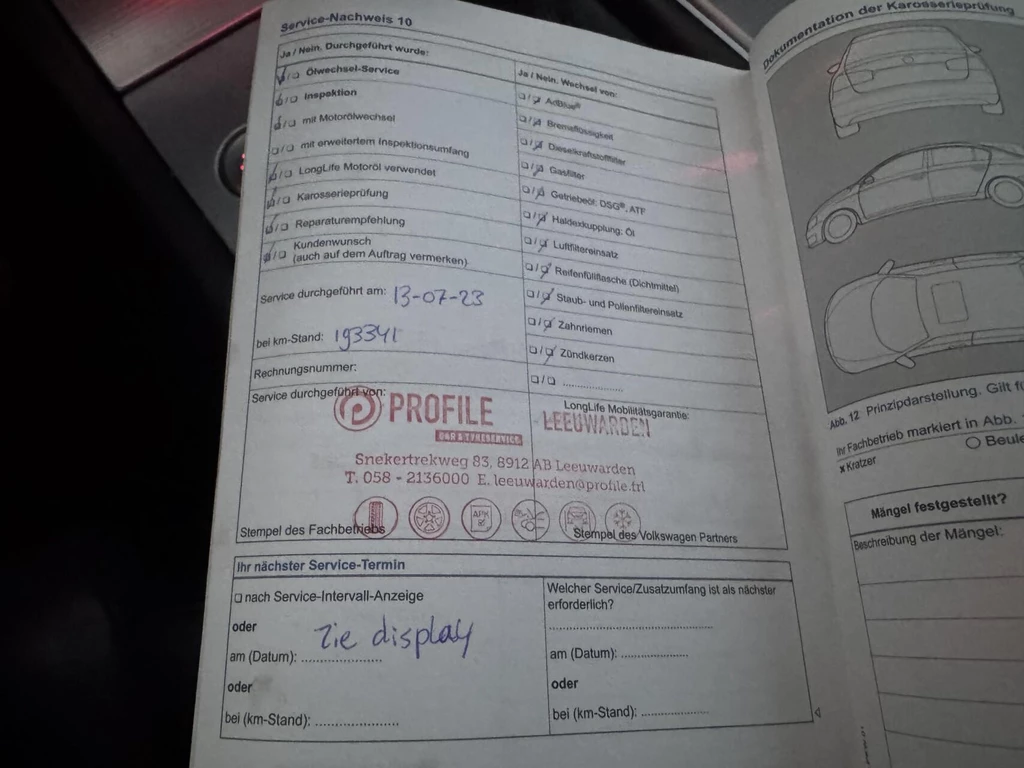 Service-Nachweis 10
Ja / Nein. Durchgeführt wurde:
Ölwechsel-Service
Inspektion
mit Motorölwechsel
mit erweitertem Inspektionsumfang
LongLife Motoröl verwendet
Karosserieprüfung
Reparaturempfehlung
Kundenwunsch
(auch auf dem Auftrag vermerken)
Service durchgeführt am: 13-07-23
bei km-Stand: 193341
Rechnungsnummer:
Service durchgeführt von:
Ja / Nein. Wechsel von:
AdBlue®
Bremsflüssigkeit
Dieselkraftstofffilter
Gasfilter
Getriebeöl: DSG®, ATF
Haldexkupplung: Öl
Luftfiltereinsatz
Reifenfüllflasche (Dichtmittel)
Staub- und Pollenfiltereinsatz
Zahnriemen
Zündkerzen
LongLife Mobilitätsgarantie:
PROFILE LEEUWARDEN
CAR & TYRESERVICE
Snekertrekweg 83, 8912 AB Leeuwarden
T. 058 - 2136000 E. leeuwarden@profile.frl
APK
Stempel des Fachbetriebs
Stempel des Volkswagen Partners
Ihr nächster Service-Termin
nach Service-Intervall-Anzeige
oder
zie display
am (Datum):
oder
bei (km-Stand):
Welcher Service/Zusatzumfang ist als nächster
erforderlich?
am (Datum):
oder
bei (km-Stand):
Dokumentation der Karosserieprüfung
Abb. 12 Prinzipdarstellung. Gilt
Ihr Fachbetrieb markiert in Abb.
x Kratzer
Mängel festgestellt?
Beschreibung der Mängel: